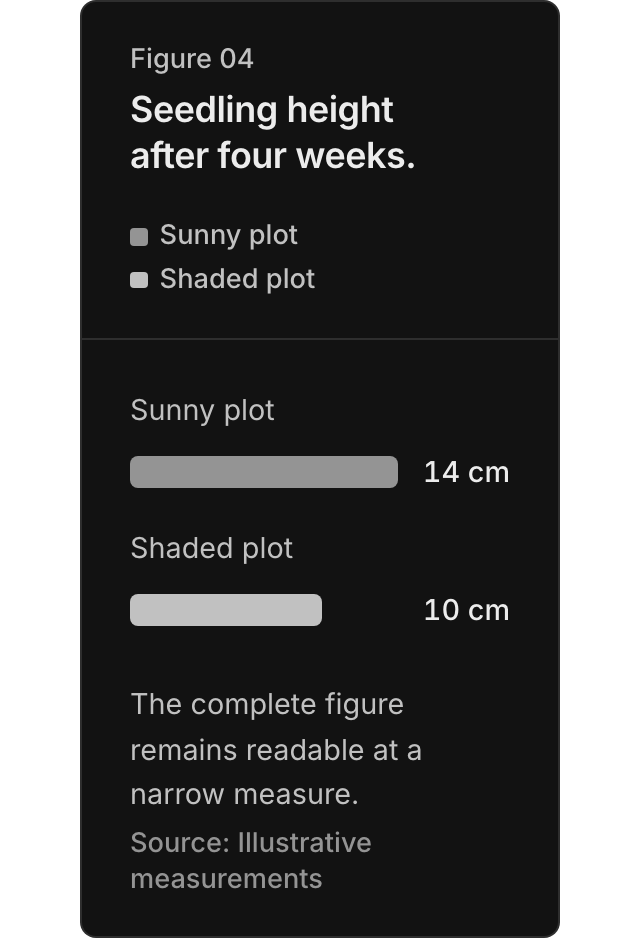 Figure 04
Seedling height
after four weeks.
Sunny plot
Shaded plot
Sunny plot
14 cm
Shaded plot
10 cm
The complete figure
remains readable at a
narrow measure.
Source: Illustrative
measurements